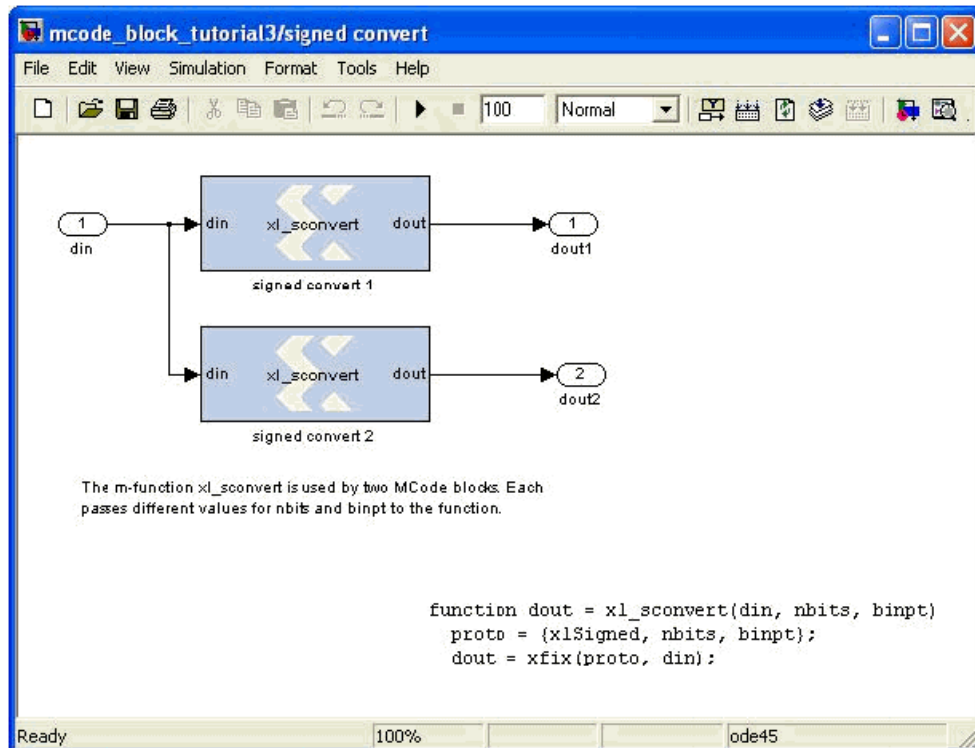 mcode_block_tutorial3/signed convert
File Edit View Simulation Format Tools Help
100 Normal
1
din
din xl_sconvert dout
signed convert 1
1
dout1
din xl_sconvert dout
signed convert 2
2
dout2
The m-function xl_sconvert is used by two MCode blocks. Each
passes different values for nbits and binpt to the function.
function dout = xl_sconvert(din, nbits, binpt)
proto = {xlSigned, nbits, binpt};
dout = xfix(proto, din);
Ready 100% ode45